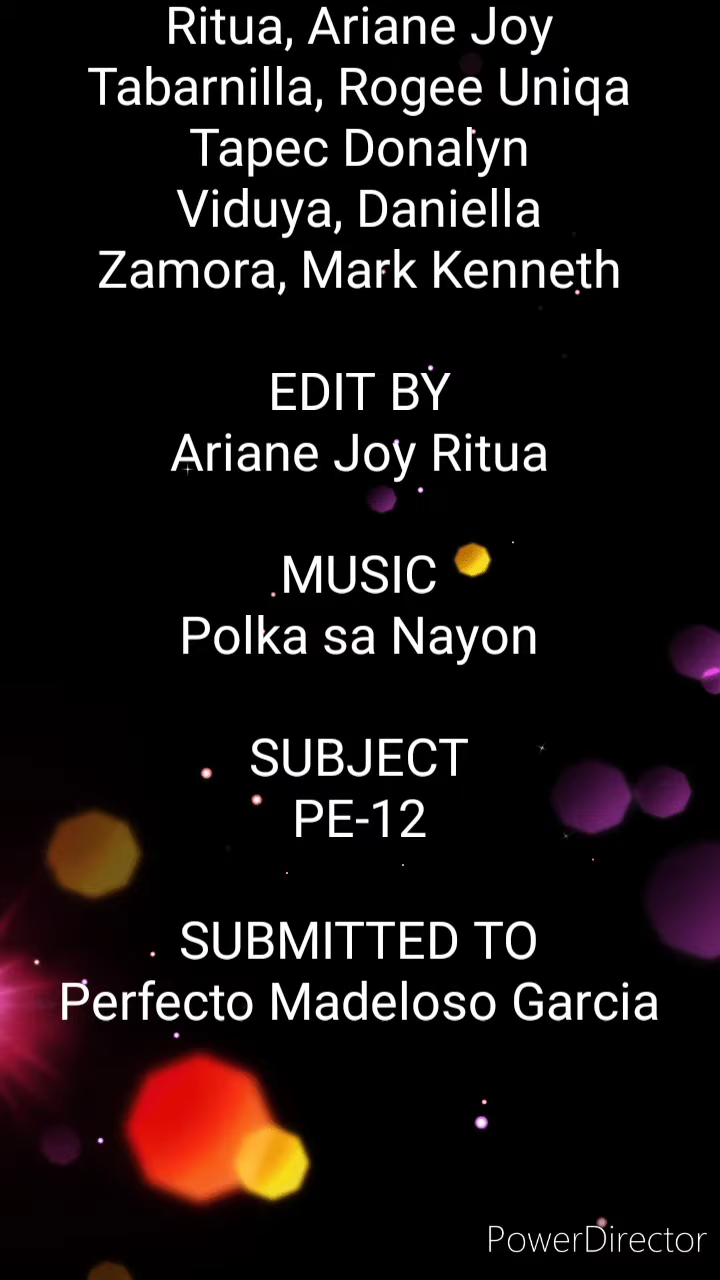 Ritua, Ariane Joy
Tabarnilla, Rogee Uniqa
Tapec Donalyn
Viduya, Daniella
Zamora, Mark Kenneth
EDIT BY
Ariane Joy Ritua
MUSIC
Polka sa Nayon
SUBJECT
PE-12
SUBMITTED TO
Perfecto Madeloso Garcia
PowerDirector